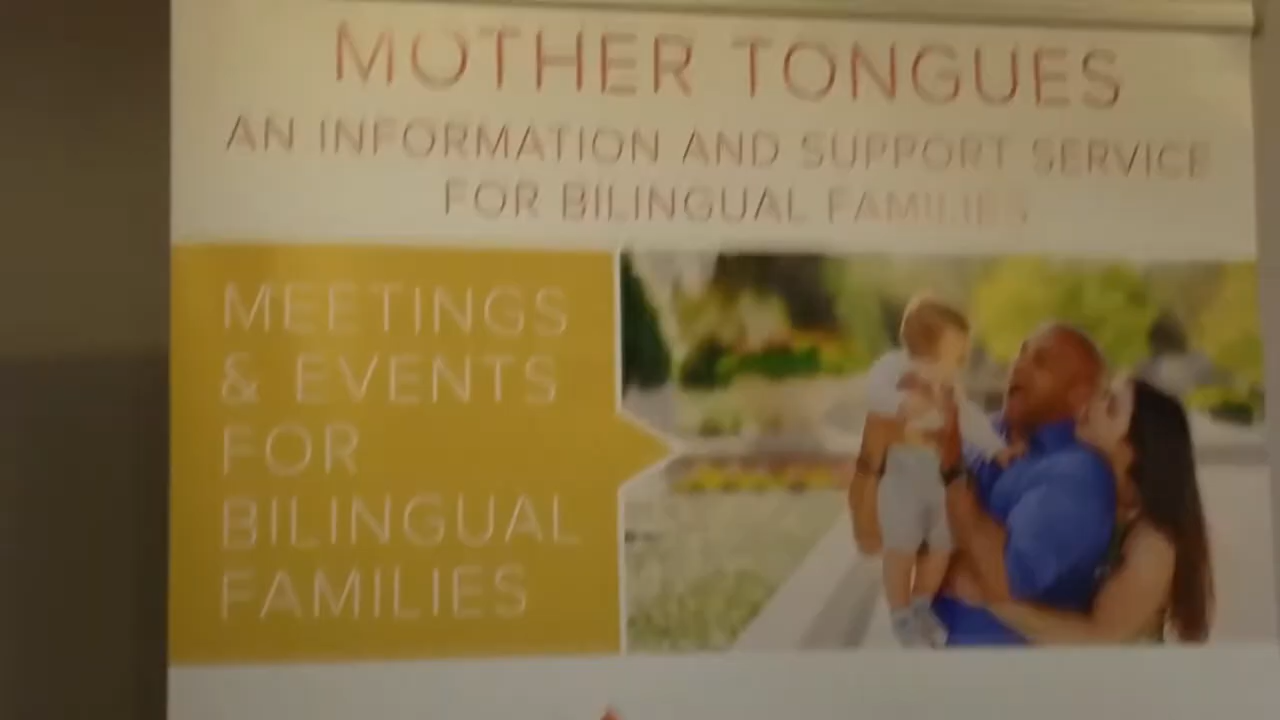 MOTHER TONGUES
AN INFORMATION AND SUPPORT SERVICE
FOR BILINGUAL FAMILIES
MEETINGS
& EVENTS
FOR
BILINGUAL
FAMILIES